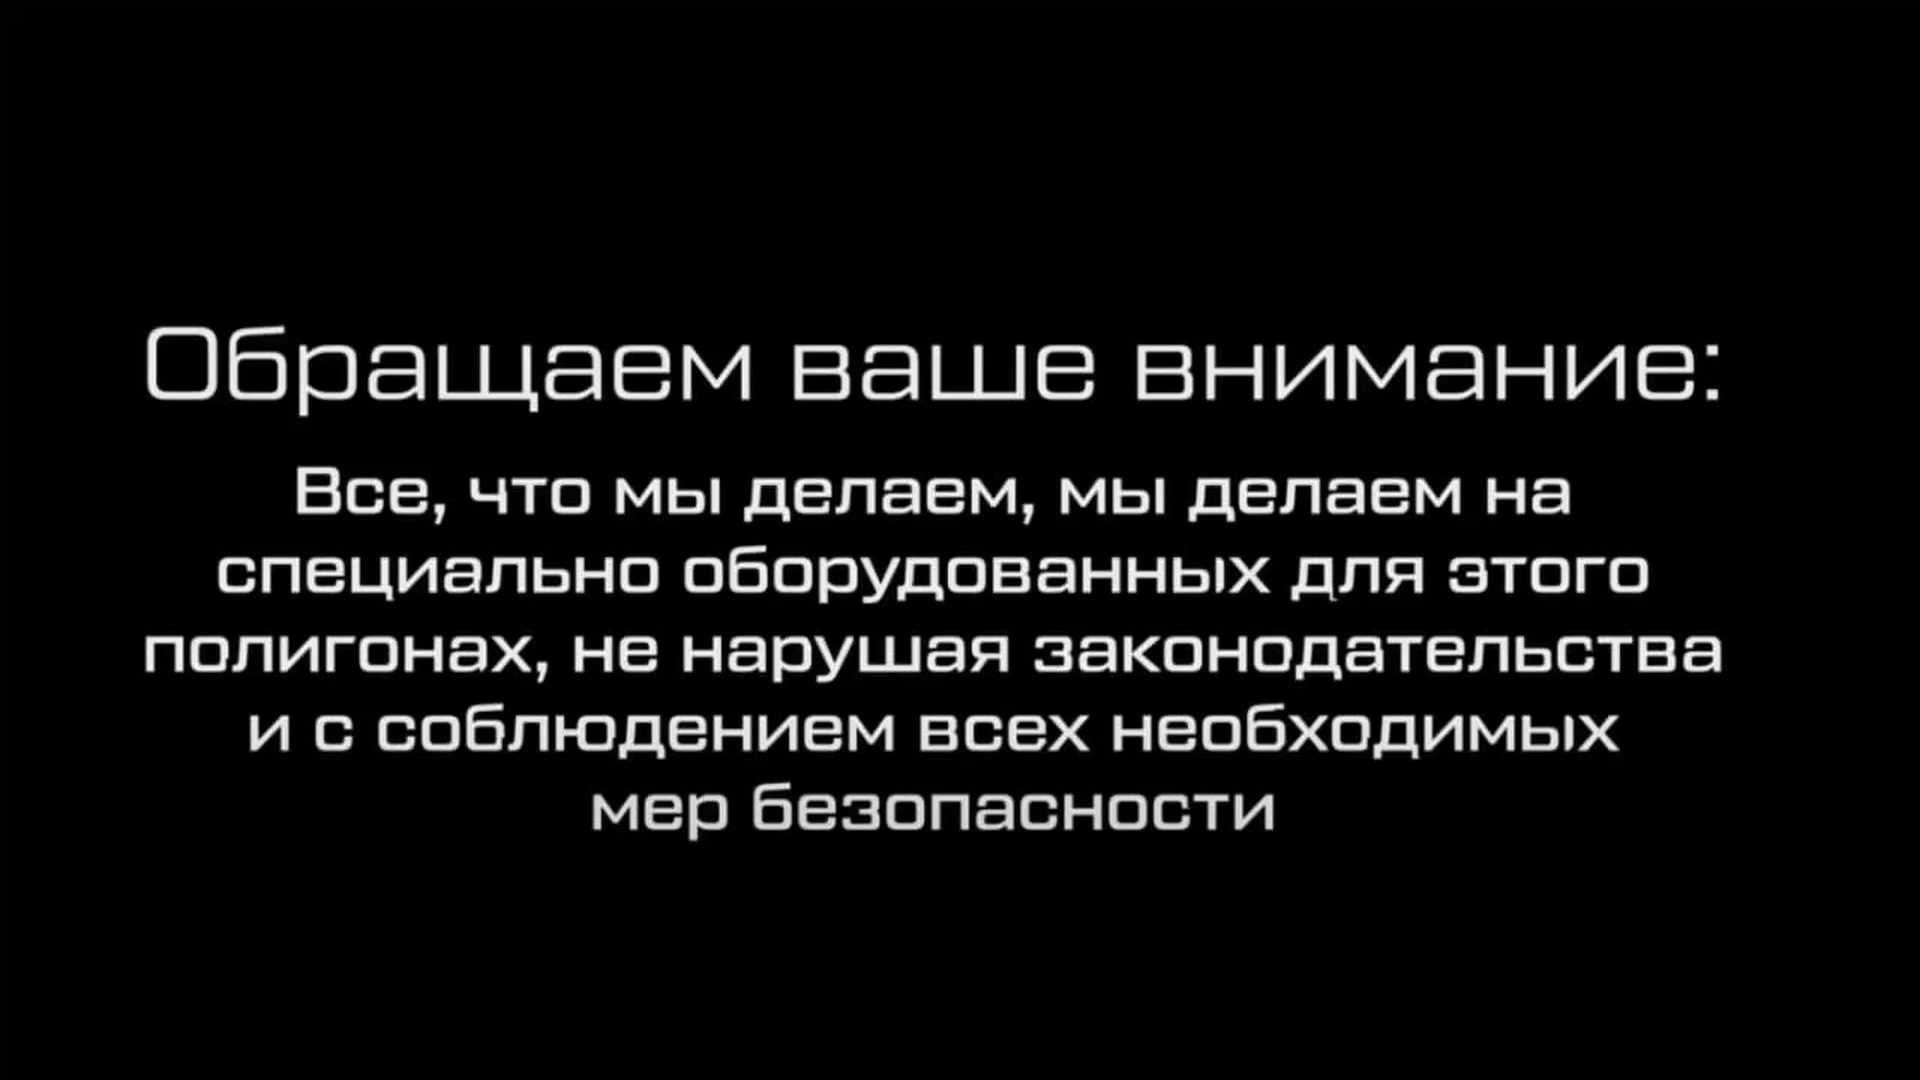 Обращаем ваше внимание:
Все, что мы делаем, мы делаем на
специально оборудованных для этого
полигонах, не нарушая законодательства
и с соблюдением всех необходимых
мер безопасности